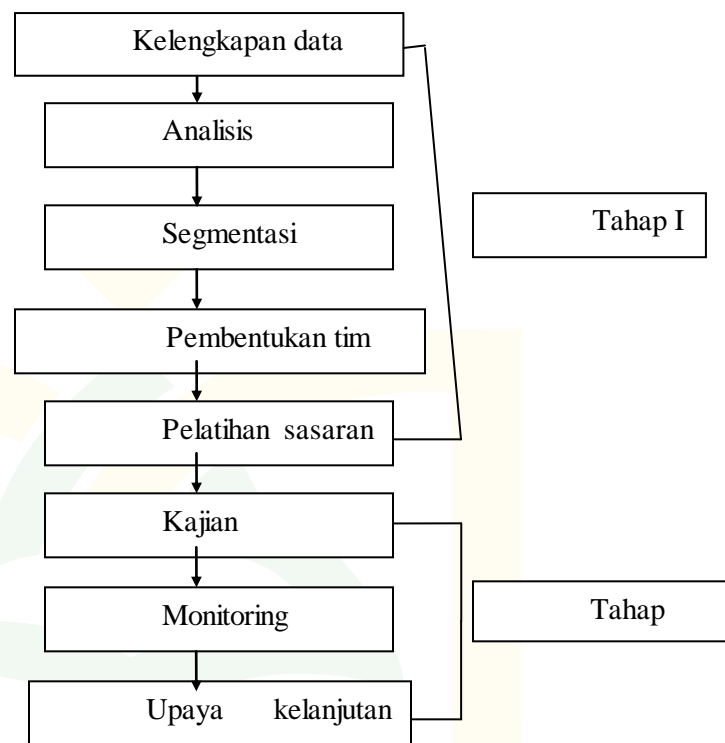 Kelengkapan data
Analisis
Segmentasi
Tahap I
Pembentukan tim
Pelatihan sasaran
Kajian
Monitoring
Tahap
Upaya kelanjutan